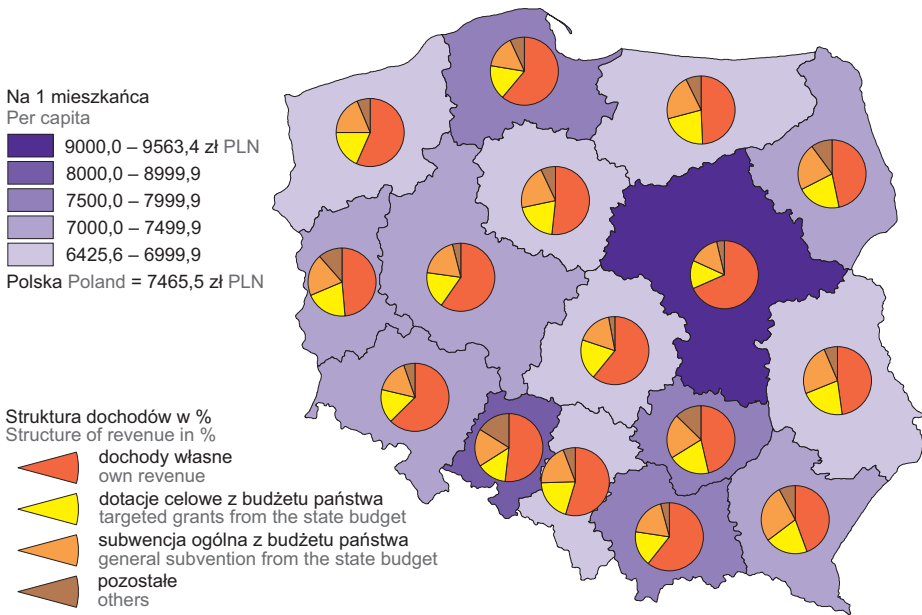 Na 1 mieszkańca
Per capita
9000,0 – 9563,4 zł PLN
8000,0 – 8999,9
7500,0 – 7999,9
7000,0 – 7499,9
6425,6 – 6999,9
Polska Poland = 7465,5 zł PLN
Struktura dochodów w %
Structure of revenue in %
dochody własne
own revenue
dotacje celowe z budżetu państwa
targeted grants from the state budget
subwencja ogólna z budżetu państwa
general subvention from the state budget
pozostałe
others